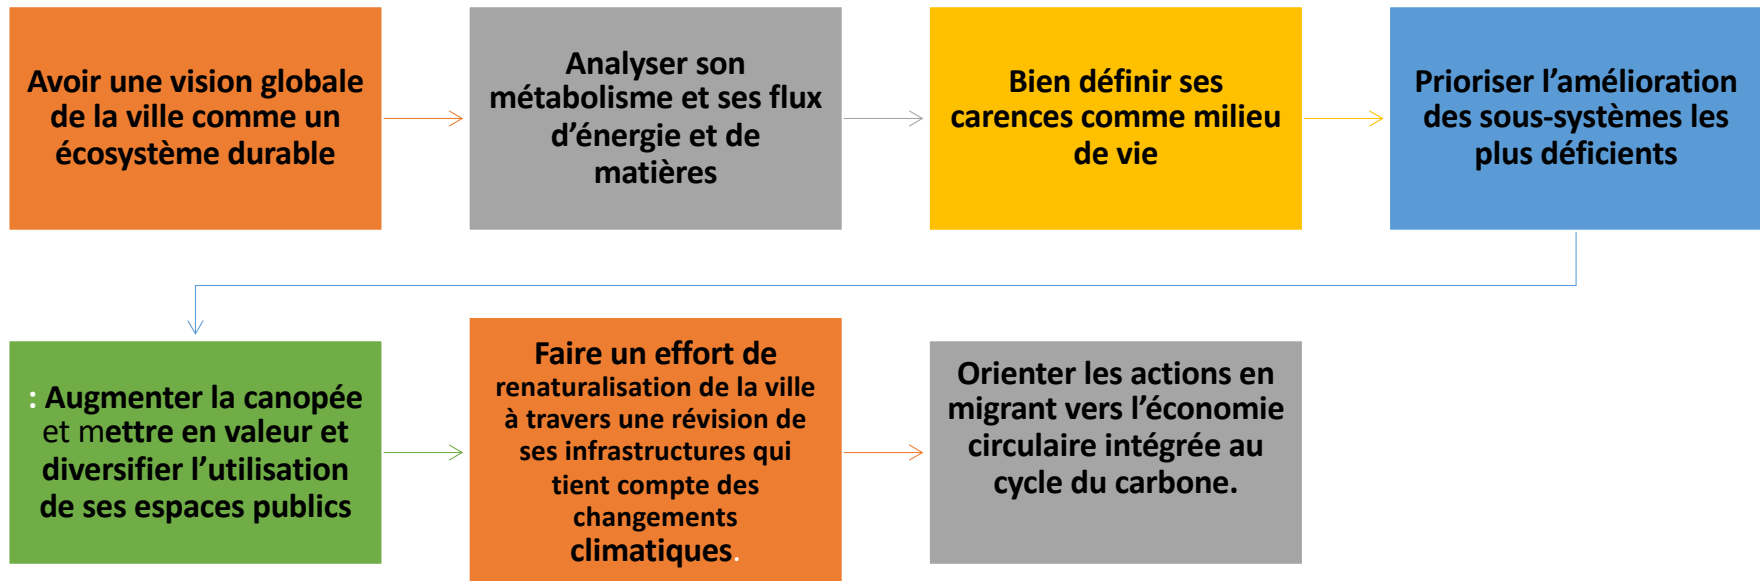 Avoir une vision globale
de la ville comme un
écosystème durable
Analyser son
métabolisme et ses flux
d’énergie et de
matières
Bien définir ses
carences comme milieu
de vie
Prioriser l’amélioration
des sous-systèmes les
plus déficients
: Augmenter la canopée
et mettre en valeur et
diversifier l’utilisation
de ses espaces publics
Faire un effort de
renaturalisation de la ville
à travers une révision de
ses infrastructures qui
tient compte des
changements
climatiques.
Orienter les actions en
migrant vers l’économie
circulaire intégrée au
cycle du carbone.